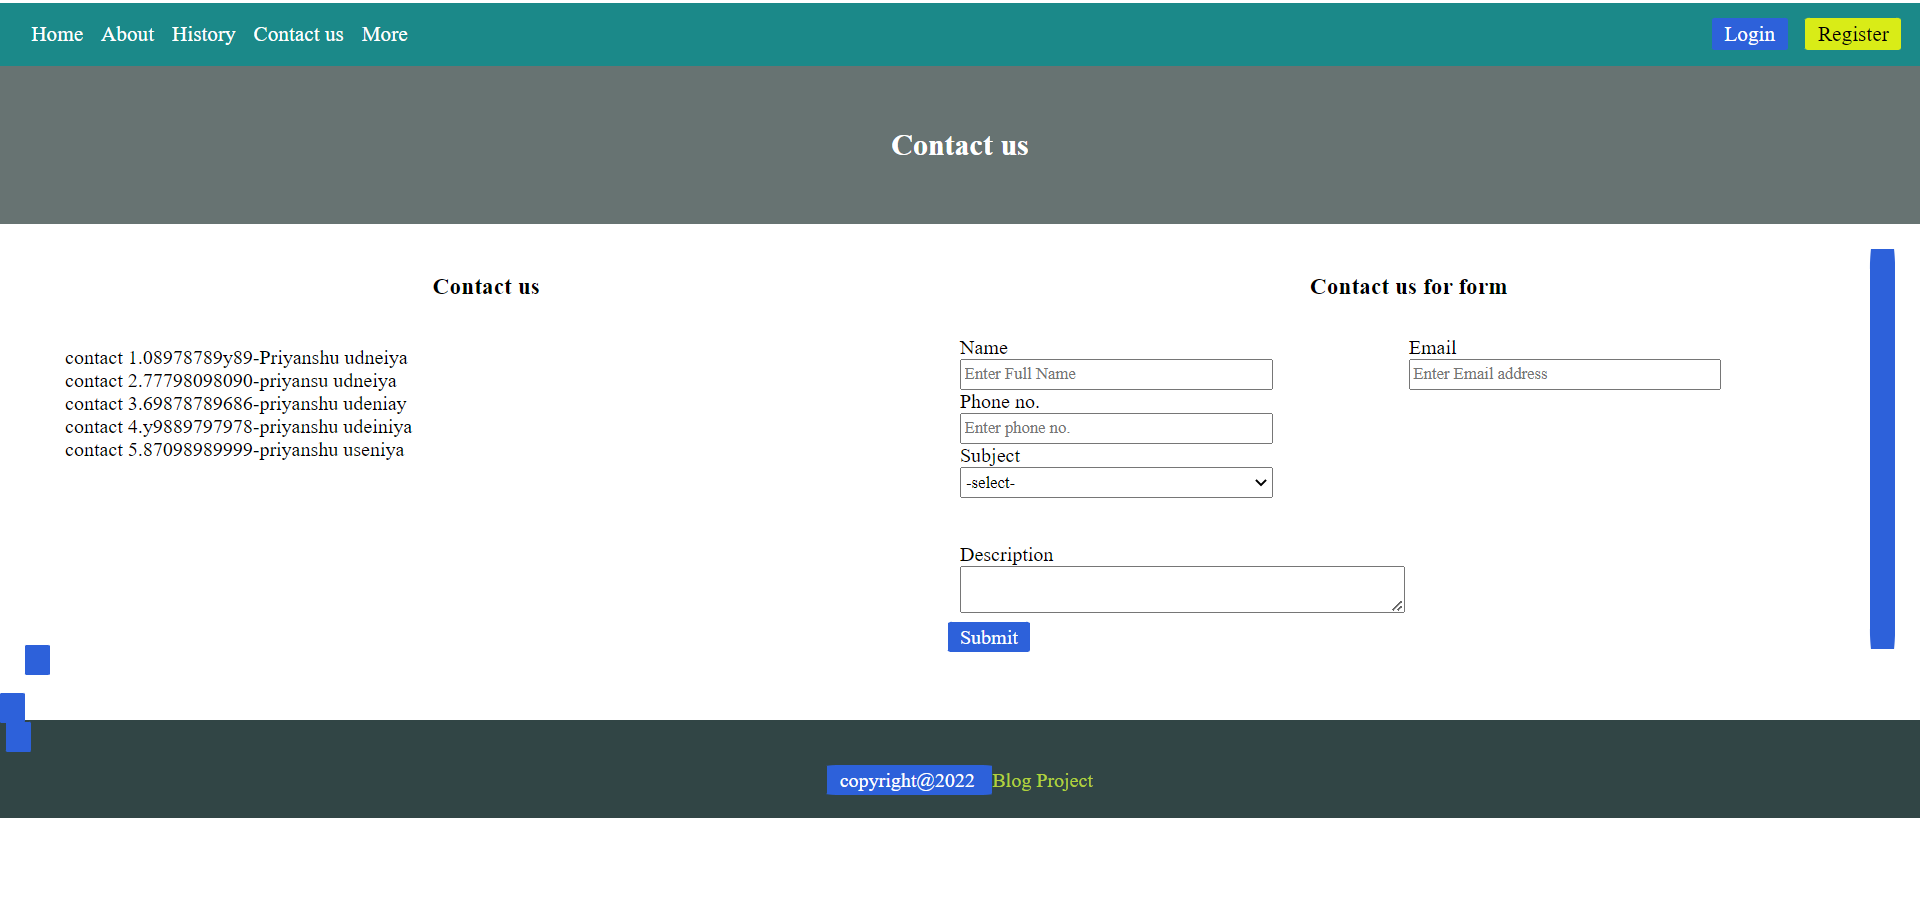 Home About History Contact us More Login Register
Contact us
Contact us
contact 1.08978789y89-Priyanshu udneiya
contact 2.77798098090-priyansu udneiya
contact 3.69878789686-priyanshu udeniay
contact 4.y9889797978-priyanshu udeiniya
contact 5.87098989999-priyanshu useniya
Contact us for form
Name Email
Enter Full Name Enter Email address
Phone no.
Enter phone no.
Subject
-select-
Description
Submit
copyright@2022 Blog Project